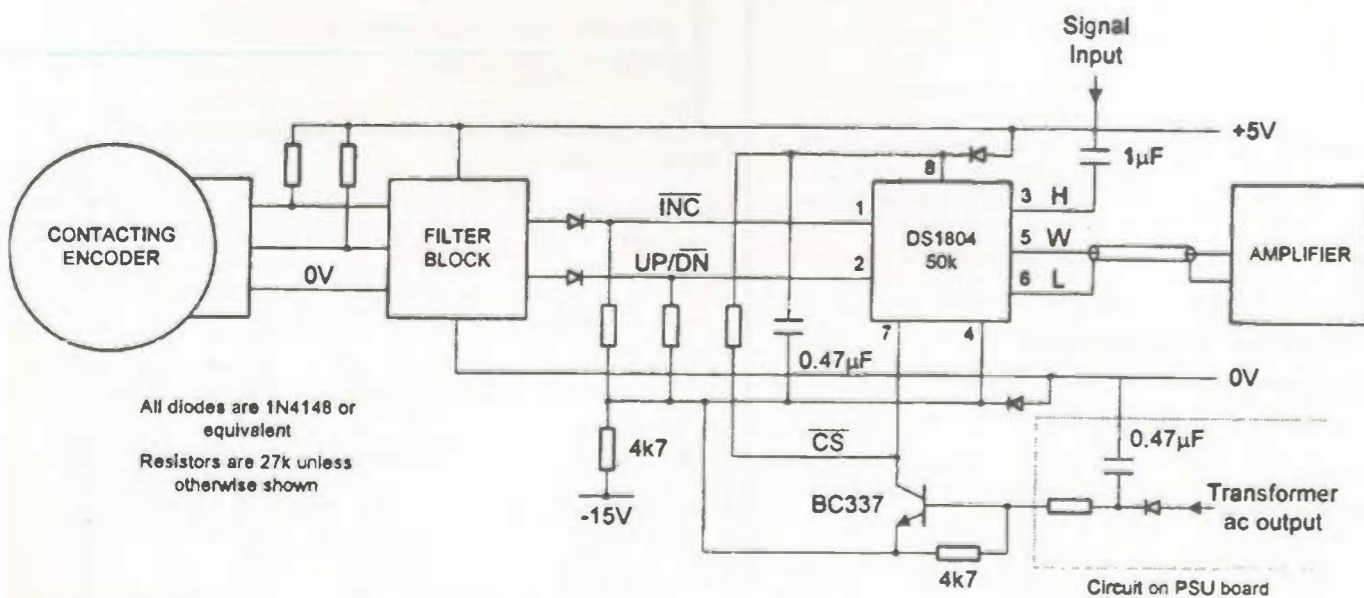 Signal
Input
+5V
1µF
8
CONTACTING
ENCODER
0V
FILTER
BLOCK
INC
UP/DN
1
2
DS1804
50k
3 H
5 W
6 L
7
4
AMPLIFIER
0.47µF
0V
All diodes are 1N4148 or
equivalent
Resistors are 27k unless
otherwise shown
4k7
-15V
CS
BC337
4k7
0.47µF
Transformer
ac output
Circuit on PSU board